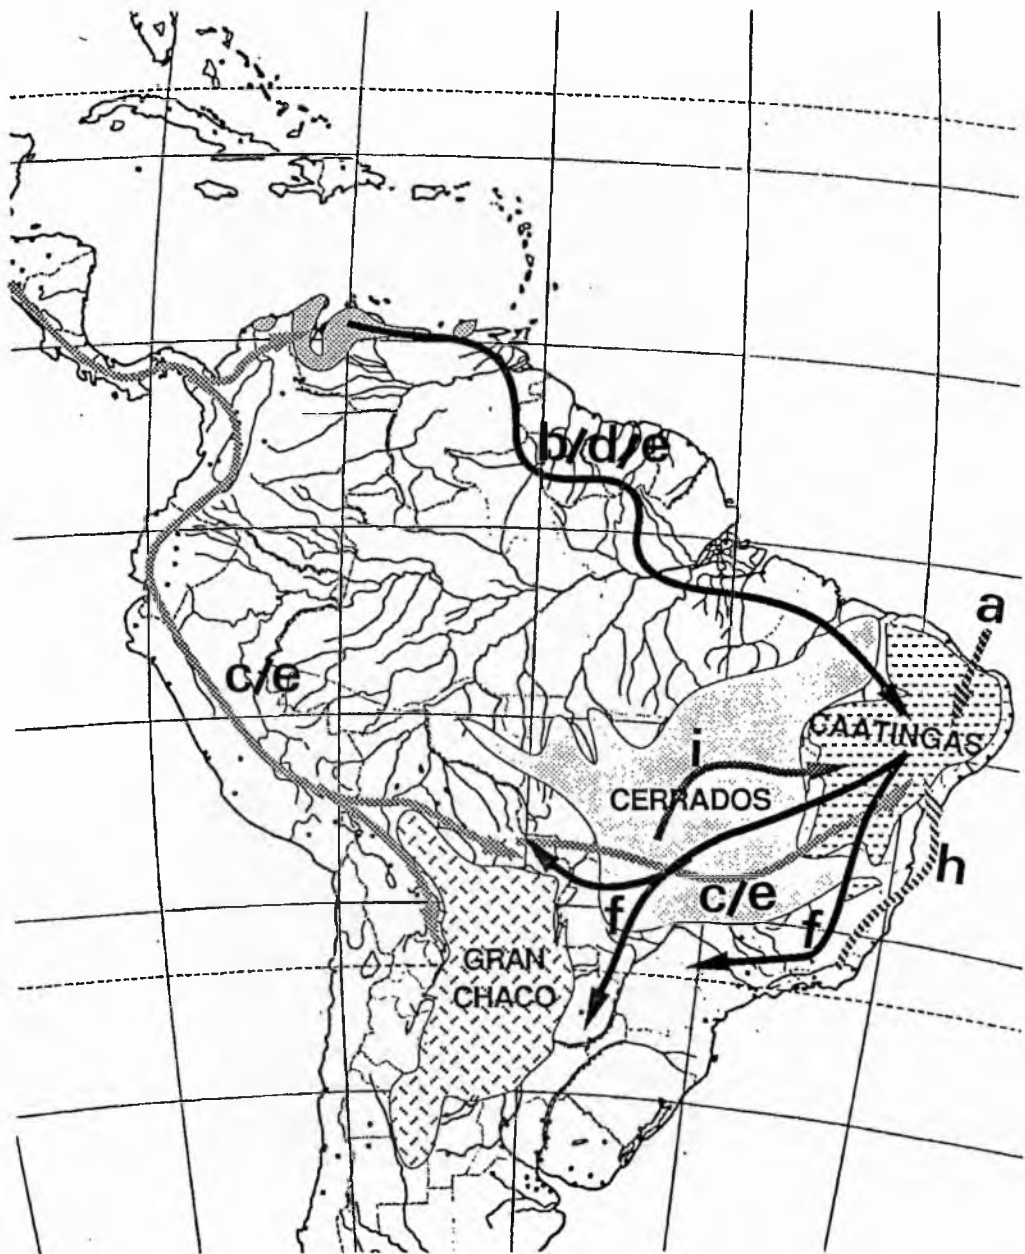 b/d/e
a
c/e
CAATINGAS
i
CERRADOS
h
c/e
f
f
GRAN
CHACO